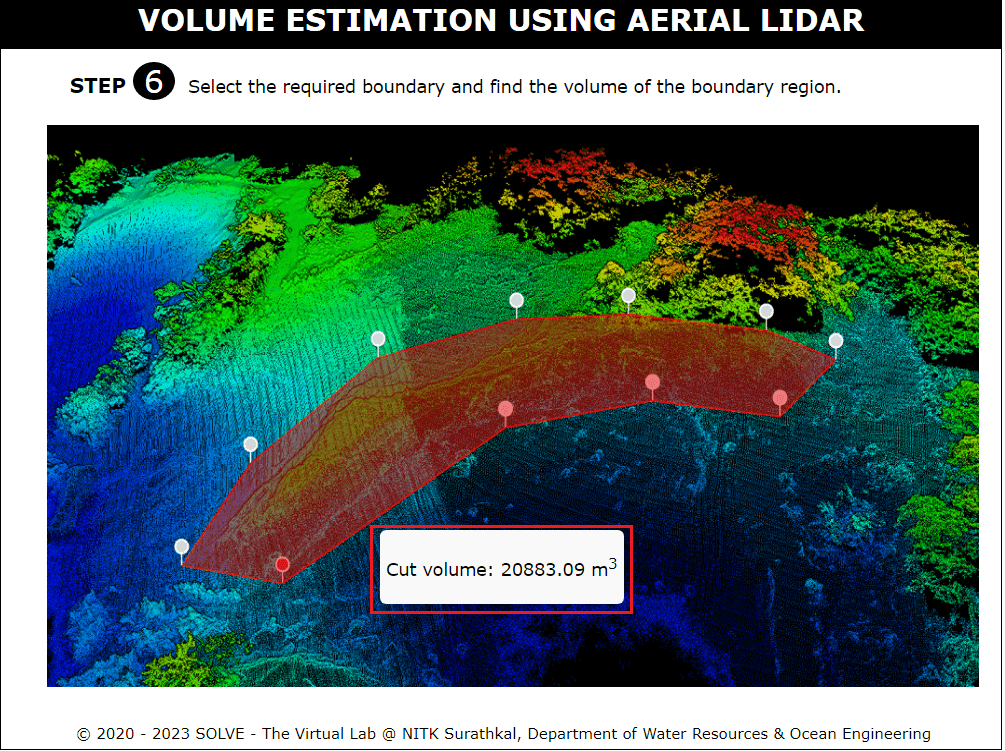 VOLUME ESTIMATION USING AERIAL LIDAR
STEP 6 Select the required boundary and find the volume of the boundary region.
Cut volume: 20883.09 m³
© 2020 - 2023 SOLVE - The Virtual Lab @ NITK Surathkal, Department of Water Resources & Ocean Engineering